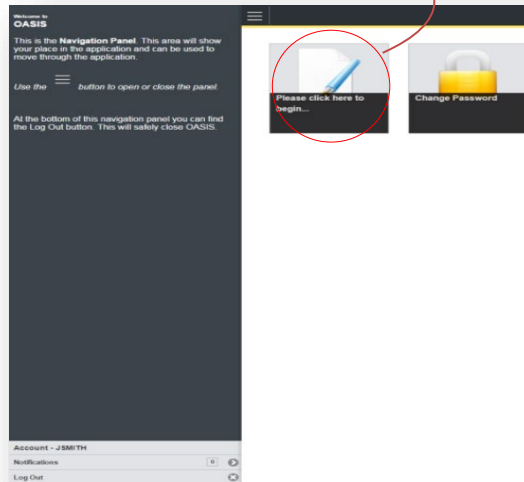 Welcome to
OASIS
This is the Navigation Panel. This area will show
your place in the application and can be used to
move through the application.
Use the button to open or close the panel.
At the bottom of this navigation panel you can find
the Log Out button. This will safely close OASIS.
Please click here to
begin...
Change Password
Account - JSMITH
Notifications 0
Log Out